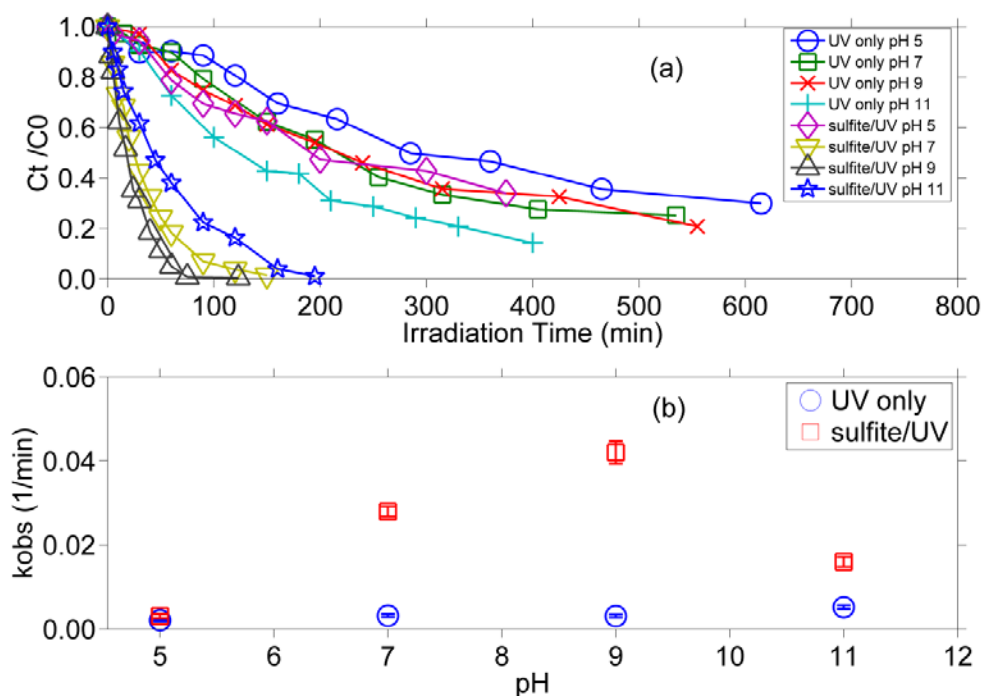 1.0
0.8
0.6
0.4
0.2
0.0
Ct /C0
(a)
UV only pH 5
UV only pH 7
UV only pH 9
UV only pH 11
sulfite/UV pH 5
sulfite/UV pH 7
sulfite/UV pH 9
sulfite/UV pH 11
0 100 200 300 400 500 600 700 800
Irradiation Time (min)
0.06
0.04
0.02
0.00
kobs (1/min)
(b)
UV only
sulfite/UV
5 6 7 8 9 10 11 12
pH